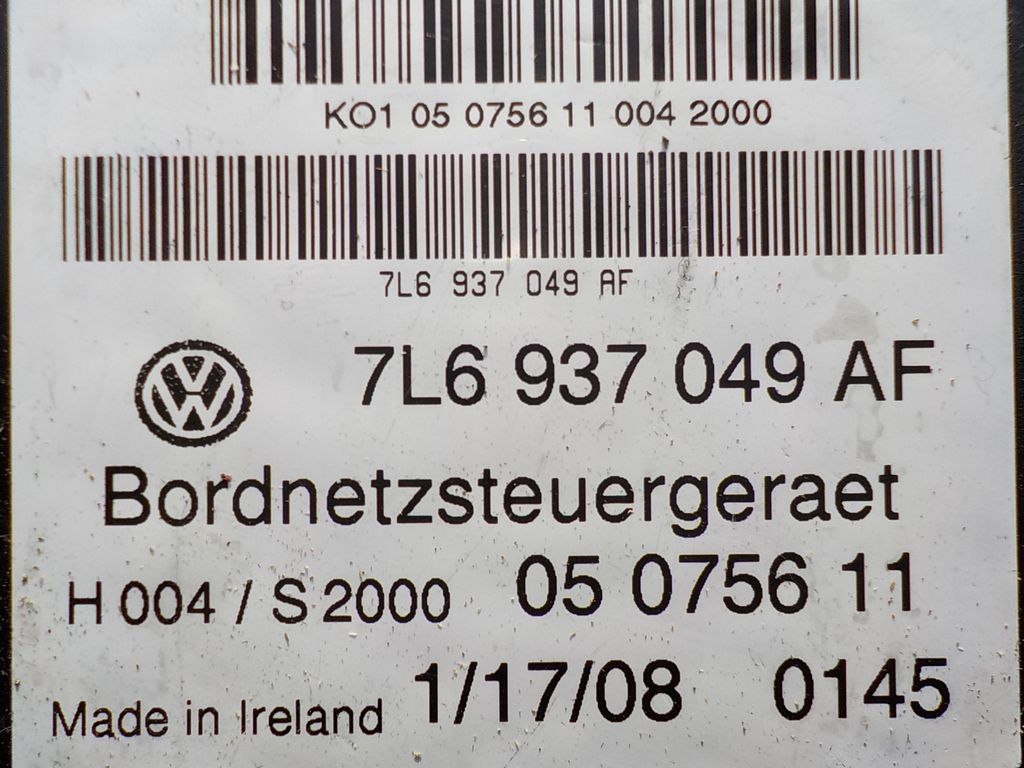 KO1 05 0756 11 004 2000
7L6 937 049 AF
7L6 937 049 AF
Bordnetzsteuergeraet
H 004 / S 2000 05 0756 11
Made in Ireland 1/17/08 0145